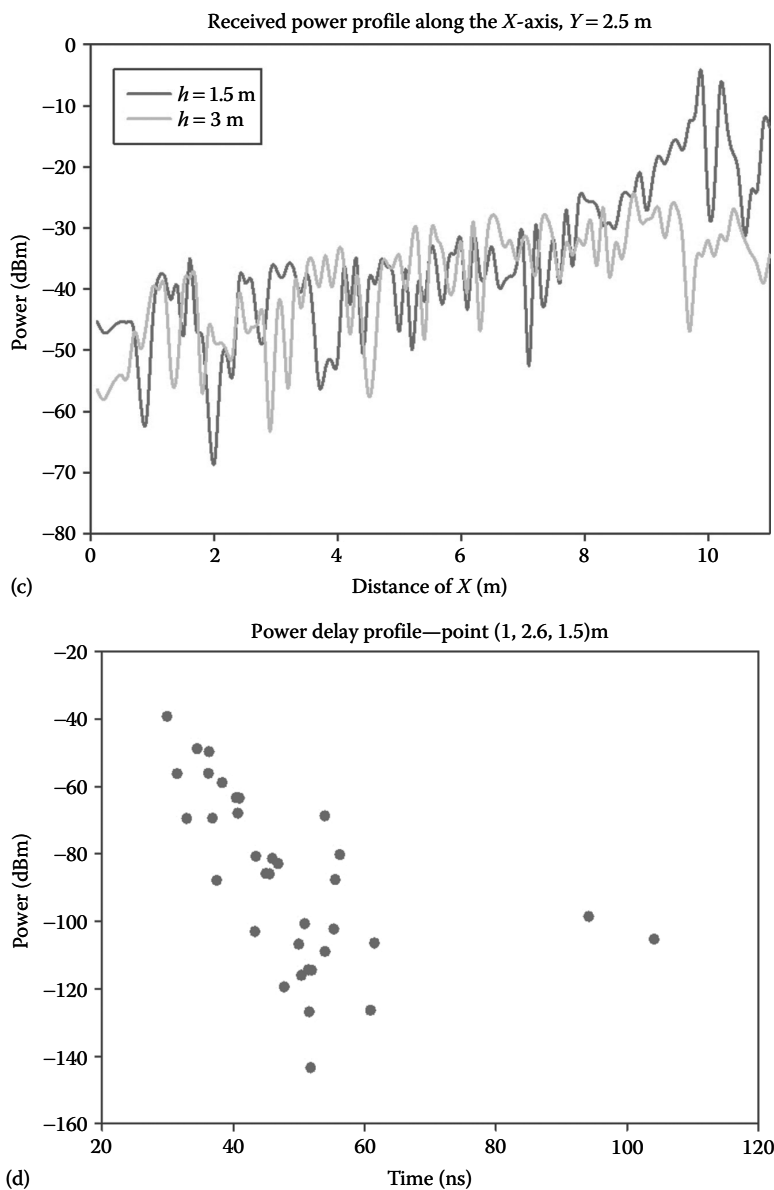 Received power profile along the X-axis, Y = 2.5 m
0
−10
−20
−30
−40
−50
−60
−70
−80
Power (dBm)
h = 1.5 m
h = 3 m
0 2 4 6 8 10
Distance of X (m)
(c)
Power delay profile—point (1, 2.6, 1.5)m
−20
−40
−60
−80
−100
−120
−140
−160
Power (dBm)
20 40 60 80 100 120
Time (ns)
(d)